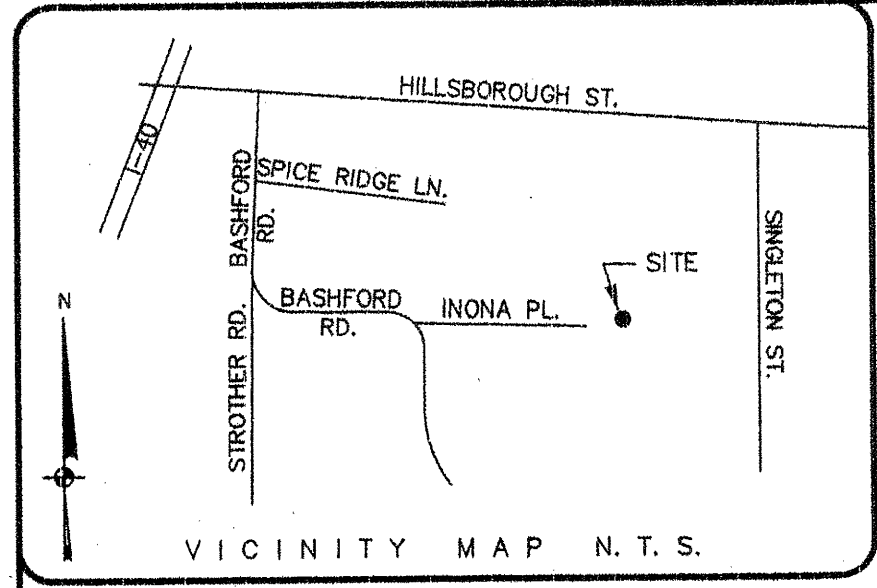 HILLSBOROUGH ST.
I-40
BASHFORD
RD.
SPICE RIDGE LN.
SINGLETON ST.
SITE
N
BASHFORD
RD.
INONA PL.
STROTHER RD.
VICINITY MAP N.T.S.